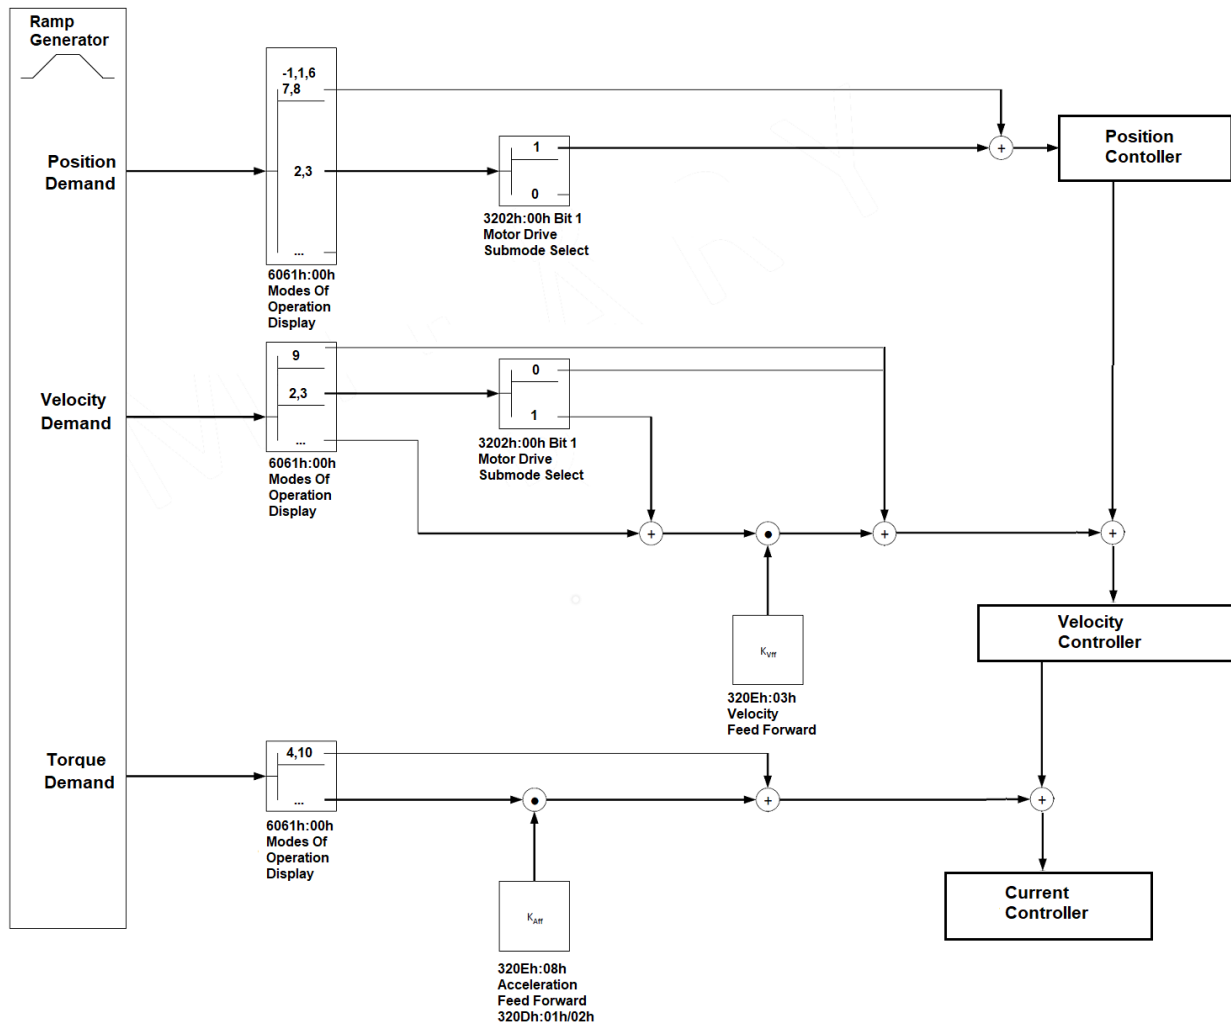 Ramp
Generator
-1,1,6
7,8
Position
Demand
2,3
...
6061h:00h
Modes Of
Operation
Display
1
0
3202h:00h Bit 1
Motor Drive
Submode Select
+
Position
Contoller
Velocity
Demand
9
2,3
...
6061h:00h
Modes Of
Operation
Display
0
1
3202h:00h Bit 1
Motor Drive
Submode Select
+
+
+
KVff
320Eh:03h
Velocity
Feed Forward
Velocity
Controller
Torque
Demand
4,10
...
6061h:00h
Modes Of
Operation
Display
+
+
KAff
320Eh:08h
Acceleration
Feed Forward
320Dh:01h/02h
Current
Controller